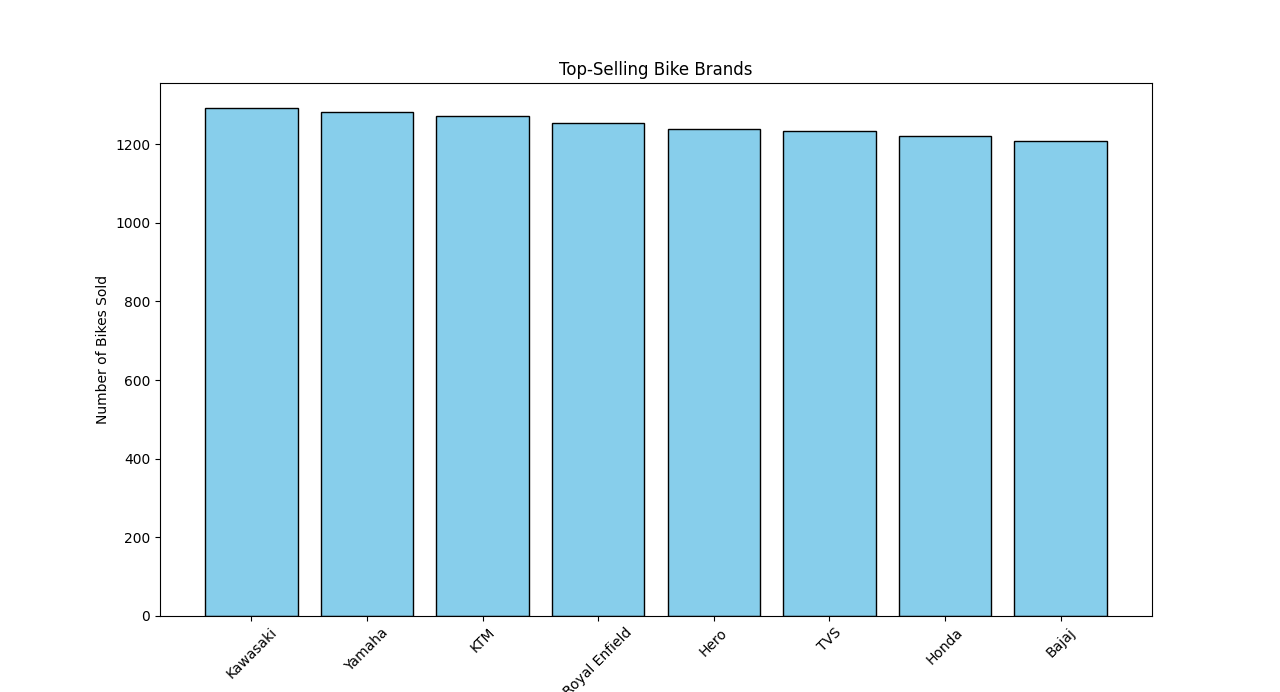 Top-Selling Bike Brands
Number of Bikes Sold
1200
1000
800
600
400
200
0
Kawasaki
Yamaha
KTM
Royal Enfield
Hero
TVS
Honda
Bajaj